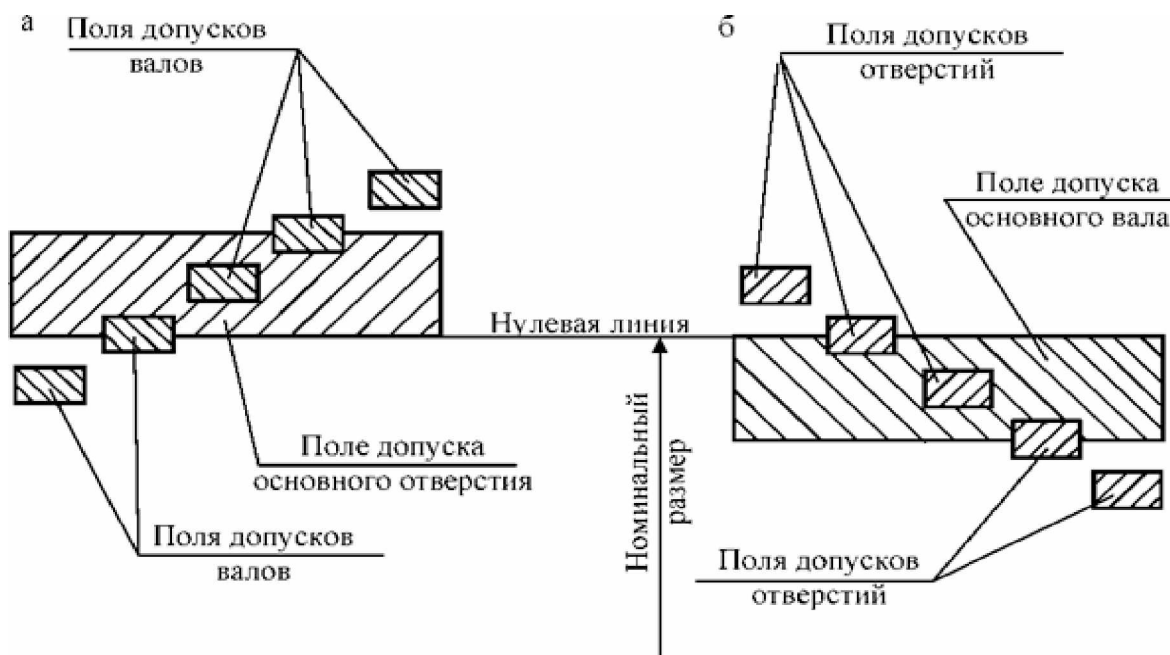 а
Поля допусков
валов
б
Поля допусков
отверстий
Поле допуска
основного вала
Нулевая линия
Поле допуска
основного отверстия
Номинальный
размер
Поля допусков
валов
Поля допусков
отверстий